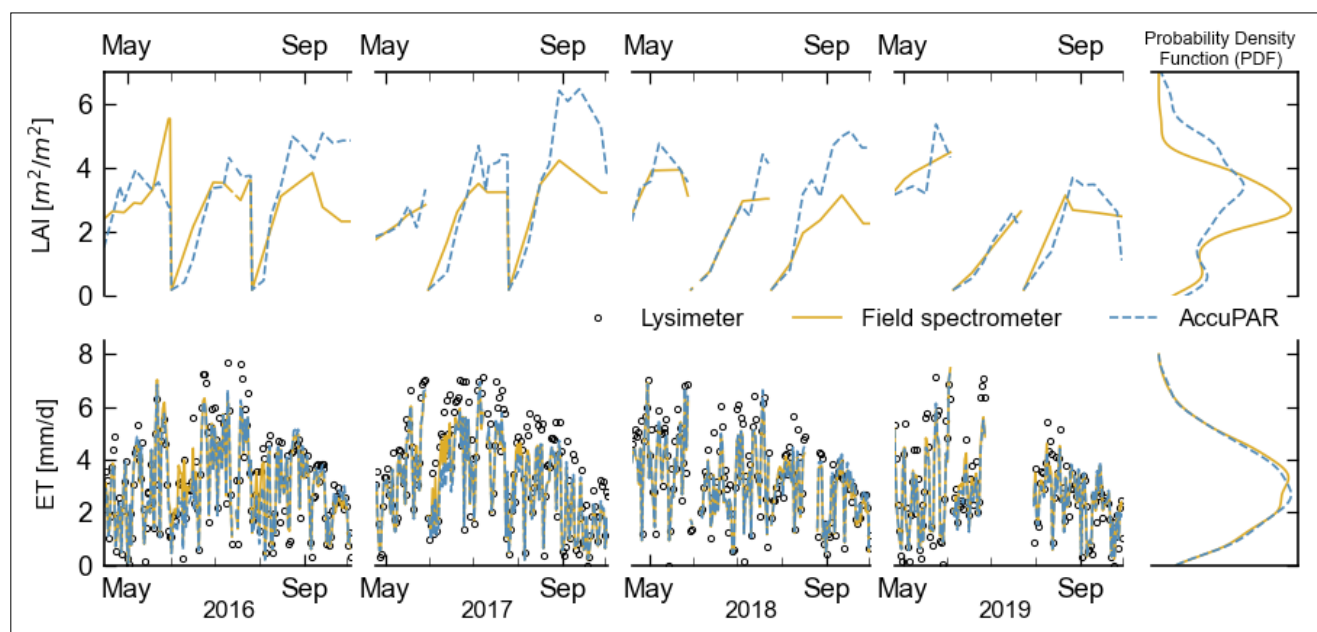 May Sep May Sep May Sep May Sep
Probability Density
Function (PDF)
LAI [m²/m²]
6
4
2
0
Lysimeter Field spectrometer AccuPAR
ET [mm/d]
8
6
4
2
0
May Sep May Sep May Sep May Sep
2016 2017 2018 2019